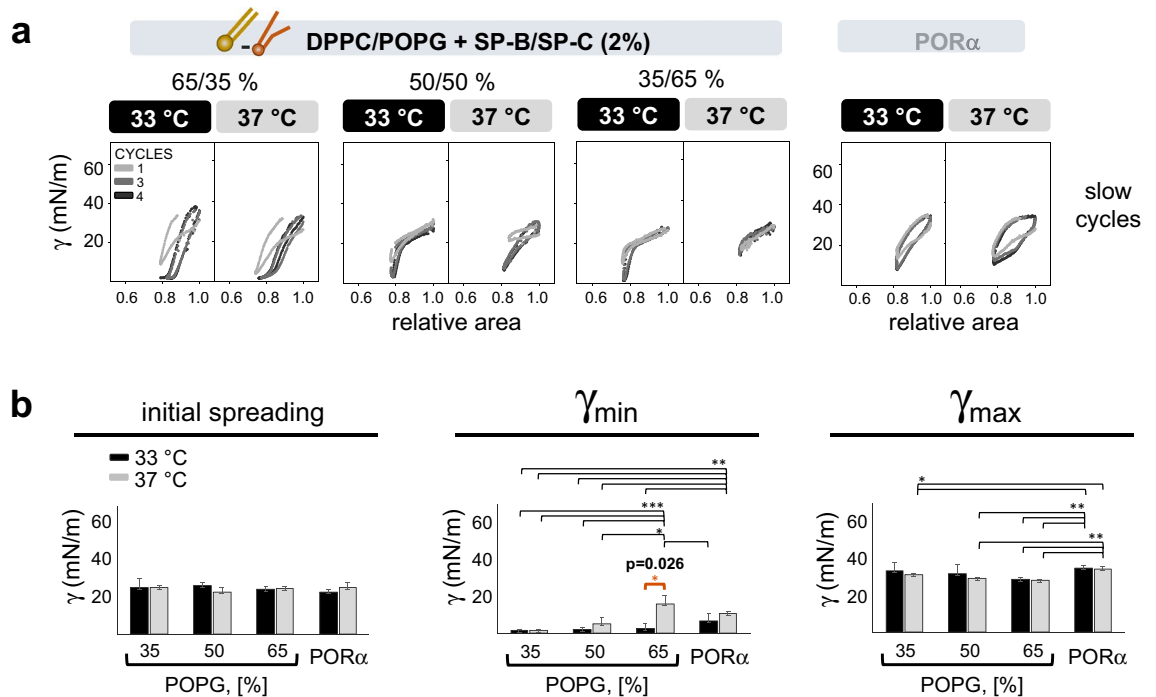 a
DPPC/POPG + SP-B/SP-C (2%)
PORα
65/35 %
50/50 %
35/65 %
33 °C
37 °C
33 °C
37 °C
33 °C
37 °C
33 °C
37 °C
CYCLES
1
3
4
γ (mN/m)
60
40
20
60
40
20
slow
cycles
0.6 0.8 1.0
0.6 0.8 1.0
0.6 0.8 1.0
0.6 0.8 1.0
0.6 0.8 1.0
0.6 0.8 1.0
0.6 0.8 1.0
0.6 0.8 1.0
relative area
relative area
relative area
b
initial spreading
γmin
γmax
33 °C
37 °C
γ (mN/m)
60
40
20
35 50 65 PORα
POPG, [%]
**
***
*
p=0.026
*
γ (mN/m)
60
40
20
35 50 65 PORα
POPG, [%]
*
**
**
γ (mN/m)
60
40
20
35 50 65 PORα
POPG, [%]